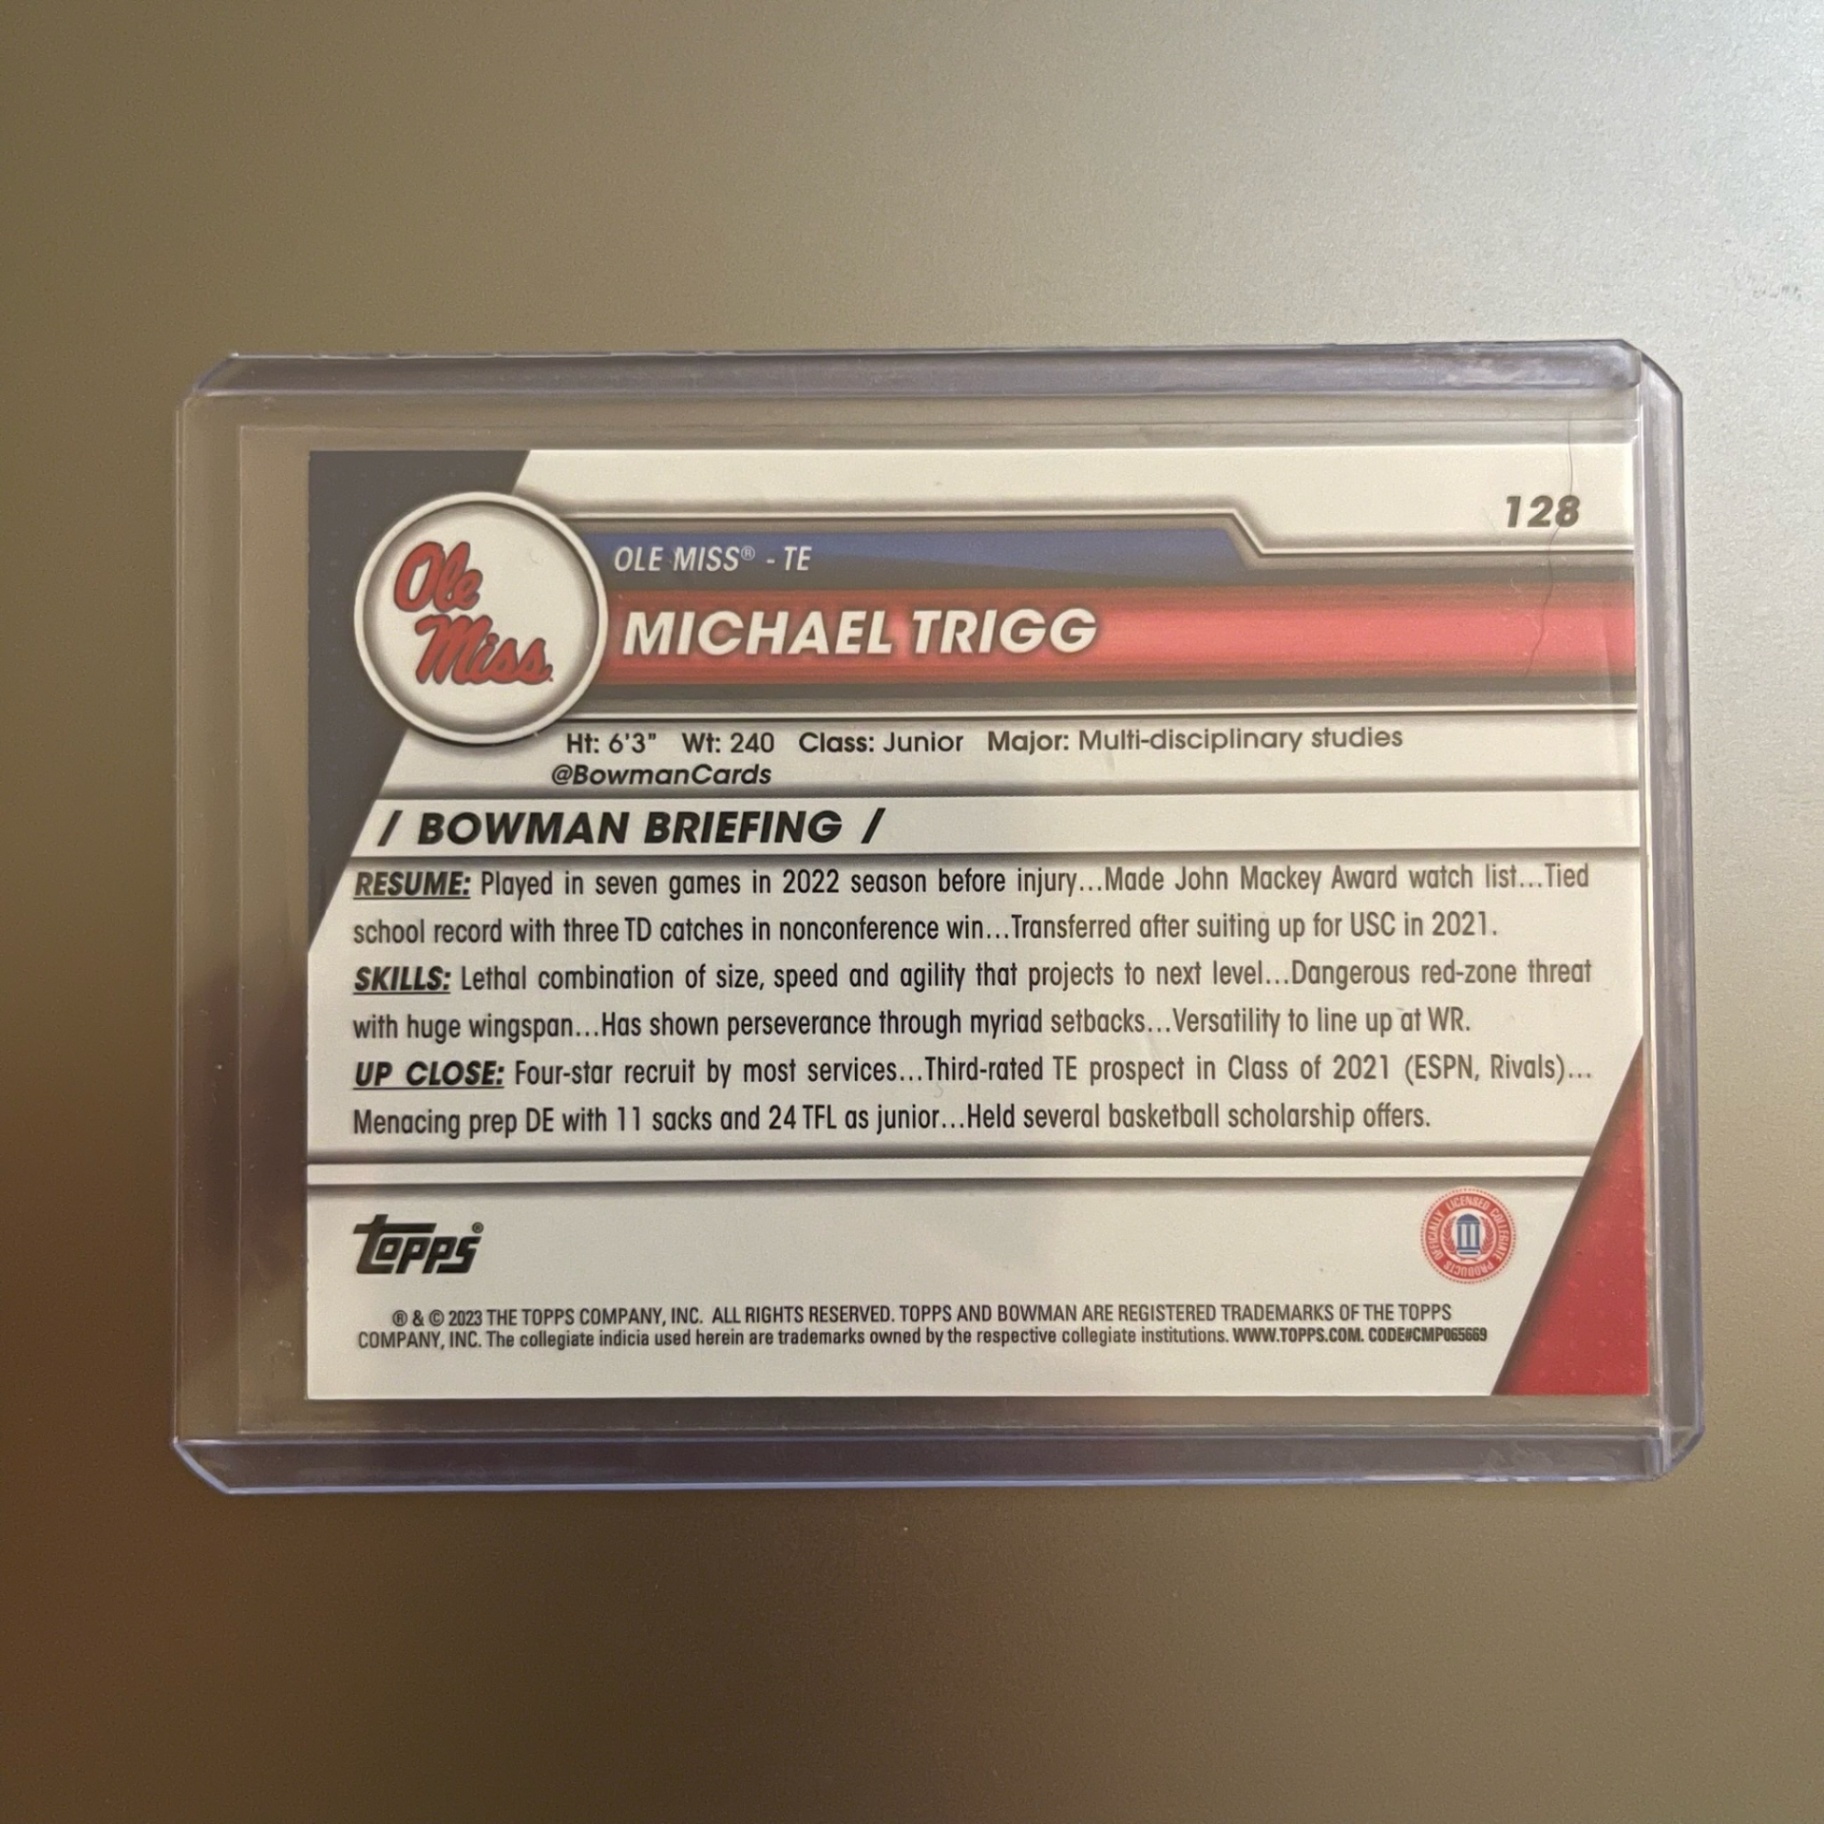 128
OLE MISS® - TE
Ole
Miss
MICHAEL TRIGG
Ht: 6'3" Wt: 240 Class: Junior Major: Multi-disciplinary studies
@BowmanCards
/ BOWMAN BRIEFING /
RESUME: Played in seven games in 2022 season before injury...Made John Mackey Award watch list...Tied
school record with three TD catches in nonconference win...Transferred after suiting up for USC in 2021.
SKILLS: Lethal combination of size, speed and agility that projects to next level...Dangerous red-zone threat
with huge wingspan...Has shown perseverance through myriad setbacks...Versatility to line up at WR.
UP CLOSE: Four-star recruit by most services...Third-rated TE prospect in Class of 2021 (ESPN, Rivals)...
Menacing prep DE with 11 sacks and 24 TFL as junior...Held several basketball scholarship offers.
topps®
OFFICIALLY LICENSED COLLEGIATE PRODUCTS
® & © 2023 THE TOPPS COMPANY, INC. ALL RIGHTS RESERVED. TOPPS AND BOWMAN ARE REGISTERED TRADEMARKS OF THE TOPPS
COMPANY, INC. The collegiate indicia used herein are trademarks owned by the respective collegiate institutions. WWW.TOPPS.COM. CODE#CMP065669